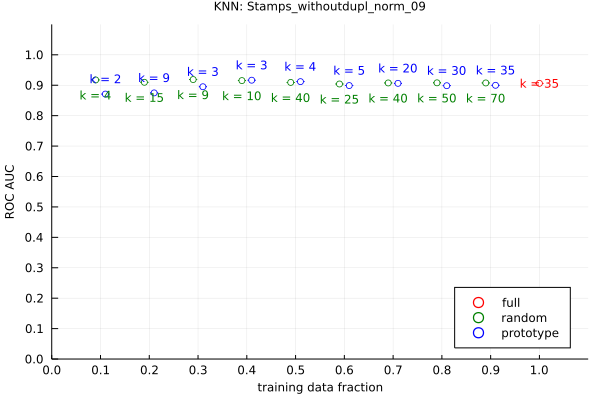 KNN: Stamps_withoutdupl_norm_09
1.0
0.9
0.8
0.7
0.6
0.5
0.4
0.3
0.2
0.1
0.0
ROC AUC
k = 2
k = 9
k = 3
k = 3
k = 4
k = 5
k = 20
k = 30
k = 35
k = 35
k = 4
k = 15
k = 9
k = 10
k = 40
k = 25
k = 40
k = 50
k = 70
full
random
prototype
0.0 0.1 0.2 0.3 0.4 0.5 0.6 0.7 0.8 0.9 1.0
training data fraction